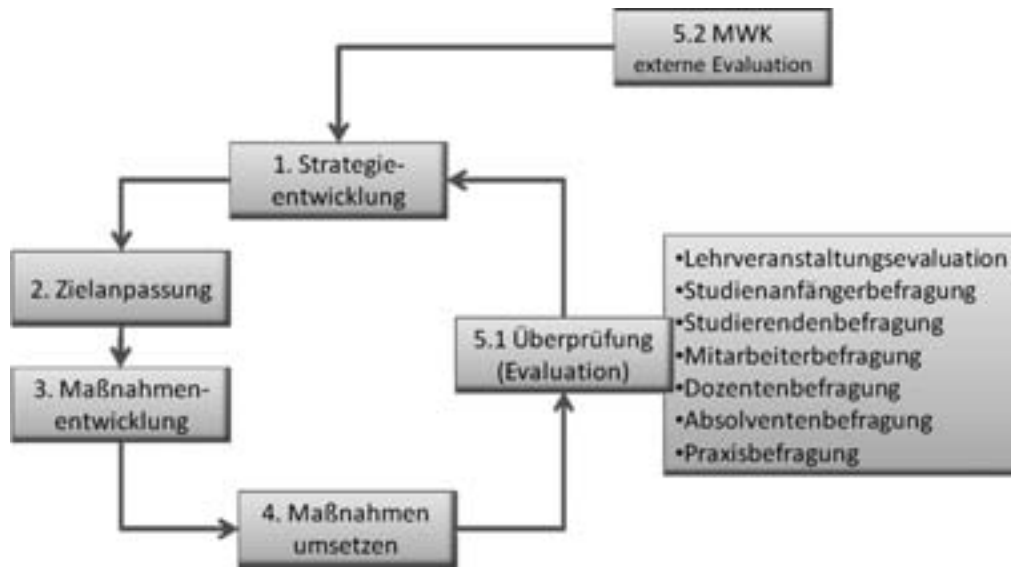 5.2 MWK
externe Evaluation
1. Strategie-
entwicklung
2. Zielanpassung
3. Maßnahmen-
entwicklung
4. Maßnahmen
umsetzen
5.1 Überprüfung
(Evaluation)
•Lehrveranstaltungsevaluation
•Studienanfängerbefragung
•Studierendenbefragung
•Mitarbeiterbefragung
•Dozentenbefragung
•Absolventenbefragung
•Praxisbefragung